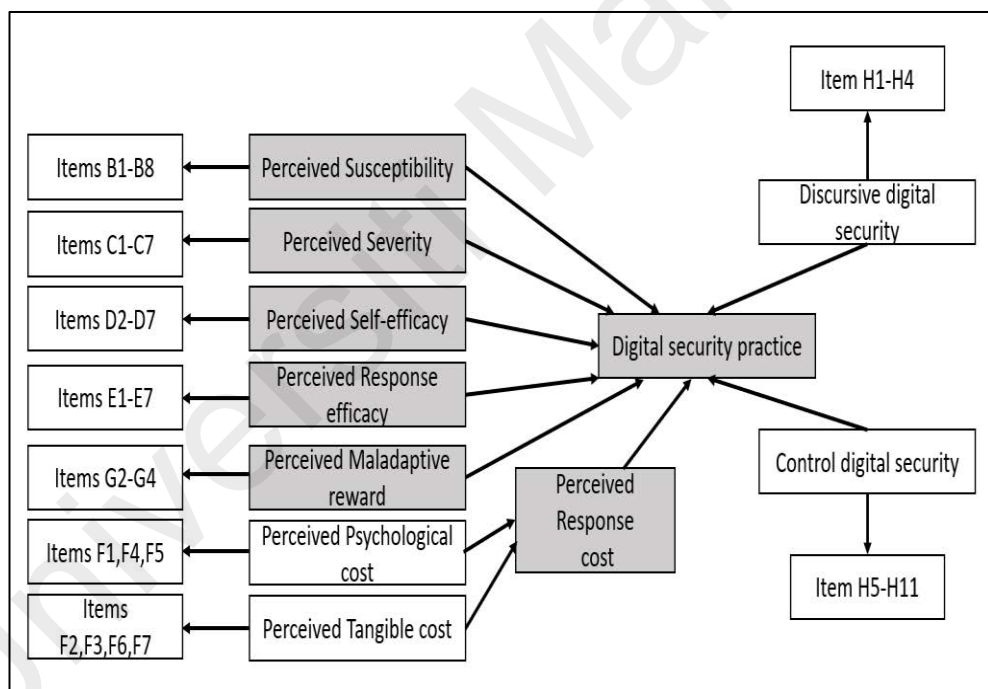 Item H1-H4
Items B1-B8
Perceived Susceptibility
Discursive digital
security
Items C1-C7
Perceived Severity
Items D2-D7
Perceived Self-efficacy
Digital security practice
Items E1-E7
Perceived Response
efficacy
Items G2-G4
Perceived Maladaptive
reward
Control digital security
Perceived
Response
cost
Items F1,F4,F5
Perceived Psychological
cost
Items
F2,F3,F6,F7
Perceived Tangible cost
Item H5-H11
Universiti Ma